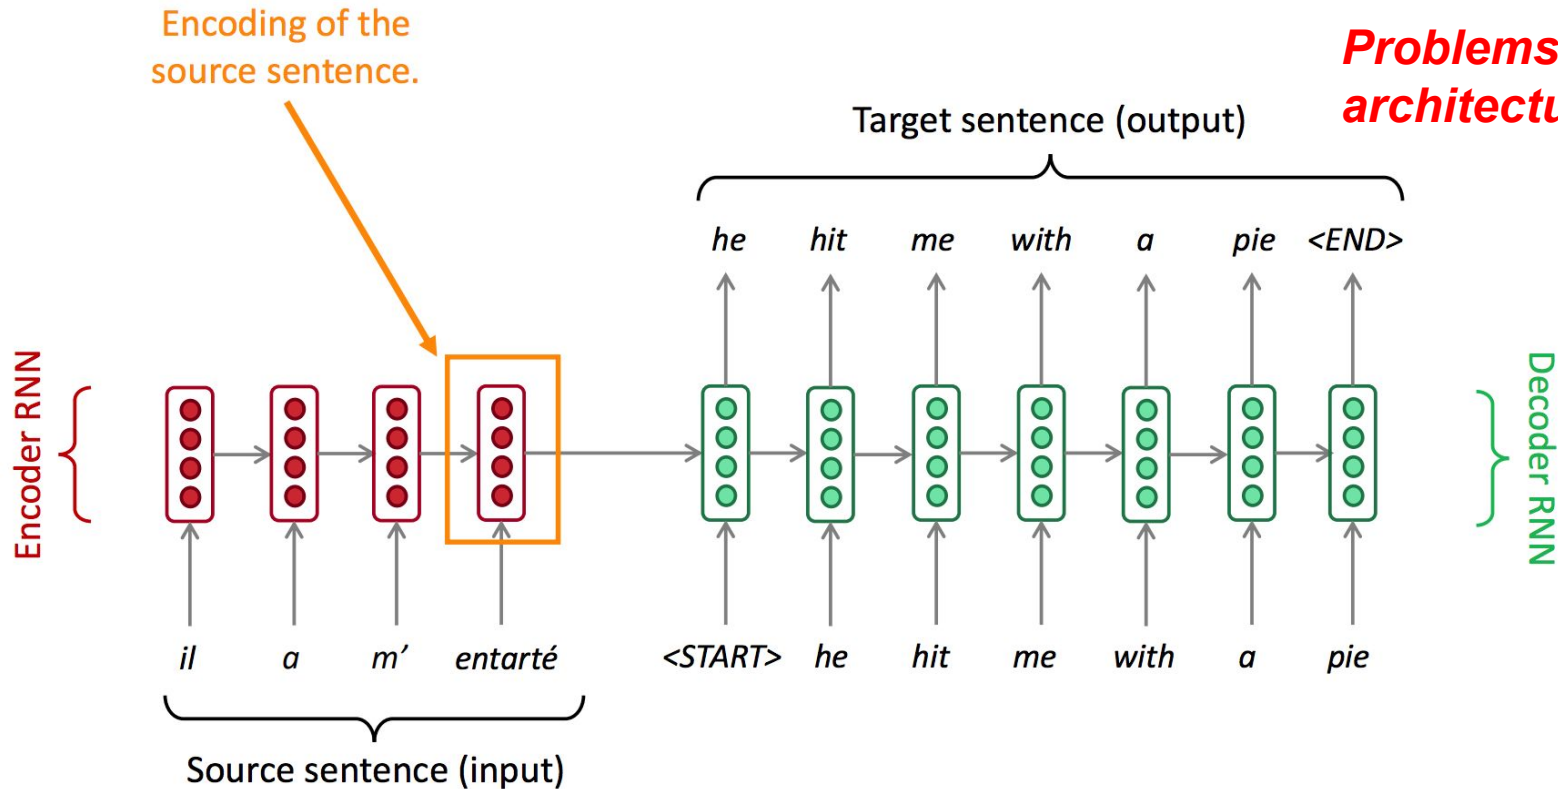 Encoding of the
source sentence.
Problems
Target sentence (output)
he hit me with a pie <END>
Encoder RNN
Decoder RNN
il a m’ entarté <START> he hit me with a pie
Source sentence (input)